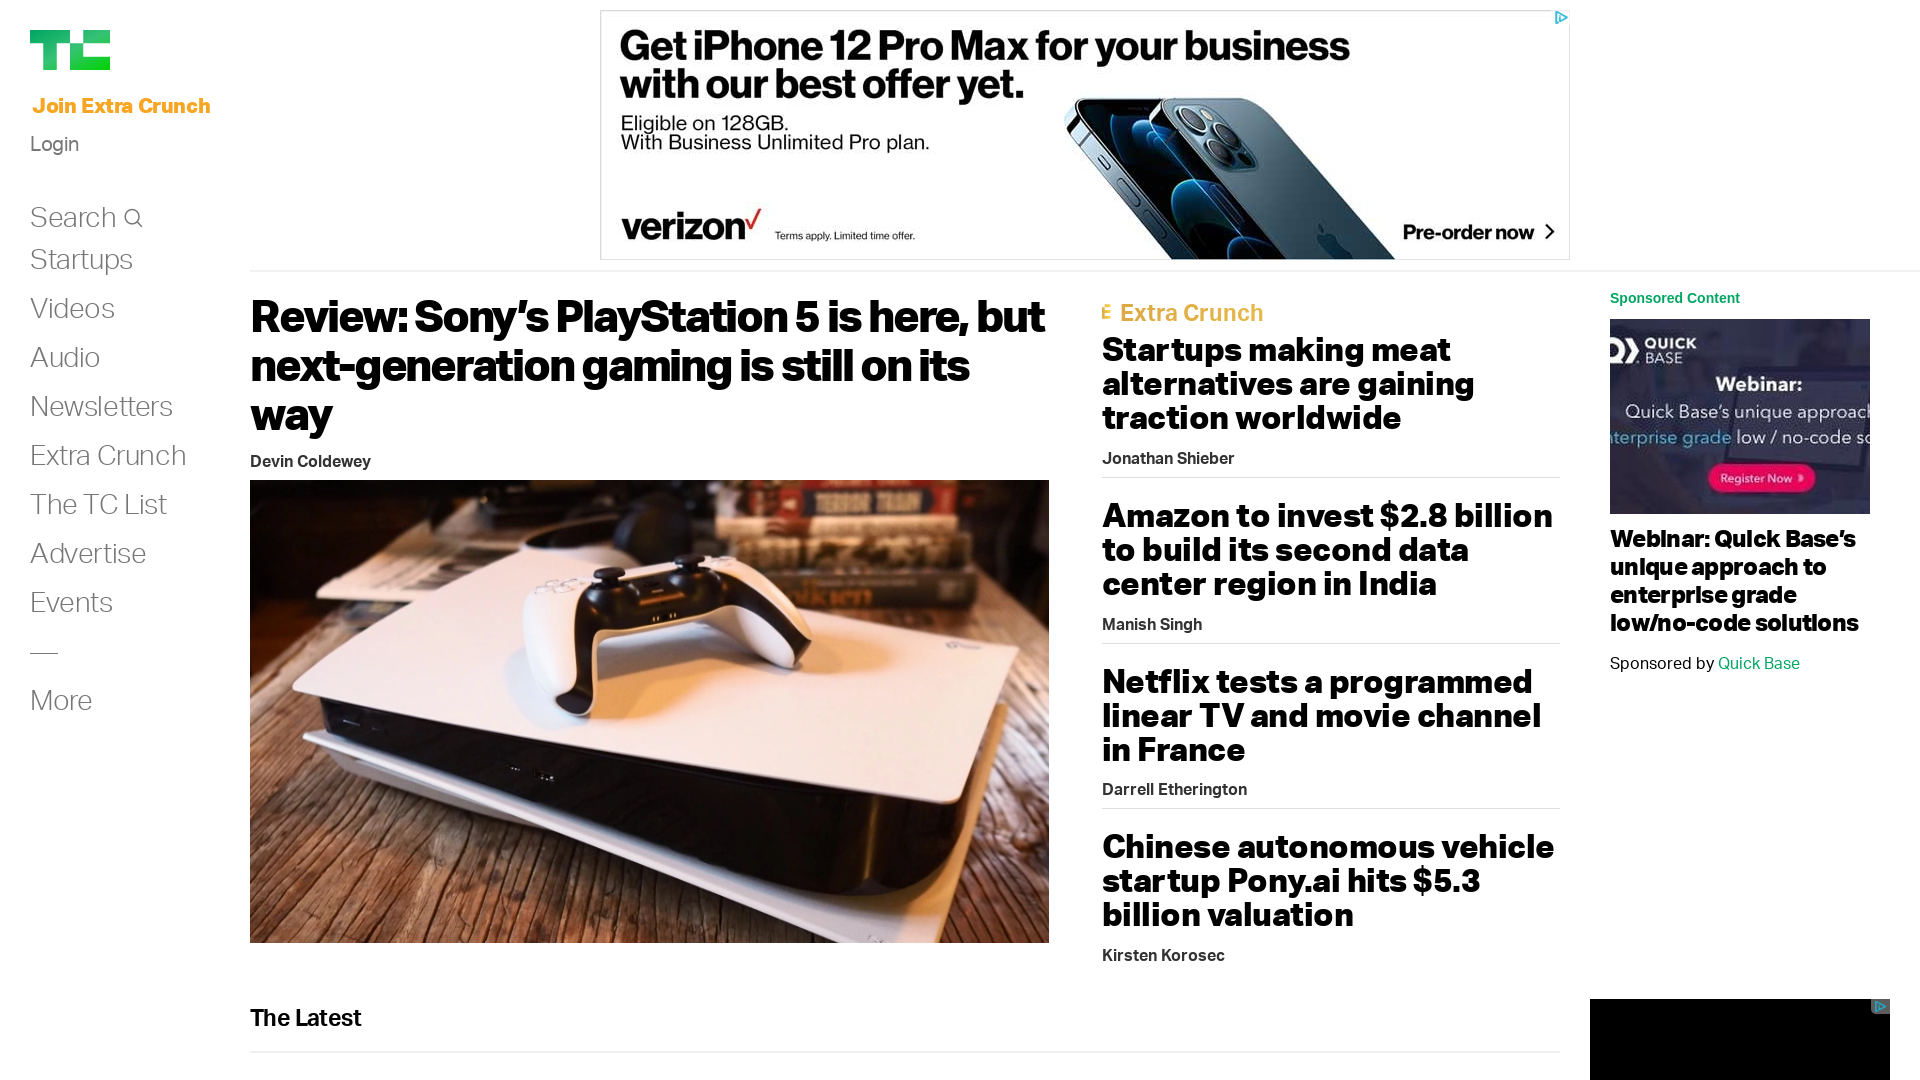 TC
Join Extra Crunch
Login
Search
Startups
Videos
Audio
Newsletters
Extra Crunch
The TC List
Advertise
Events
—
More
Get iPhone 12 Pro Max for your business
with our best offer yet.
Eligible on 128GB.
With Business Unlimited Pro plan.
verizon
Terms apply. Limited time offer.
Pre-order now
Review: Sony’s PlayStation 5 is here, but
next-generation gaming is still on its
way
Devin Coldewey
TERROR TRAIN
Extra Crunch
Startups making meat
alternatives are gaining
traction worldwide
Jonathan Shieber
Amazon to invest $2.8 billion
to build its second data
center region in India
Manish Singh
Netflix tests a programmed
linear TV and movie channel
in France
Darrell Etherington
Chinese autonomous vehicle
startup Pony.ai hits $5.3
billion valuation
Kirsten Korosec
Sponsored Content
QUICK
BASE
Webinar:
Quick Base’s unique approach
nterprise grade low / no-code so
Register Now
Webinar: Quick Base’s
unique approach to
enterprise grade
low/no-code solutions
Sponsored by Quick Base
The Latest